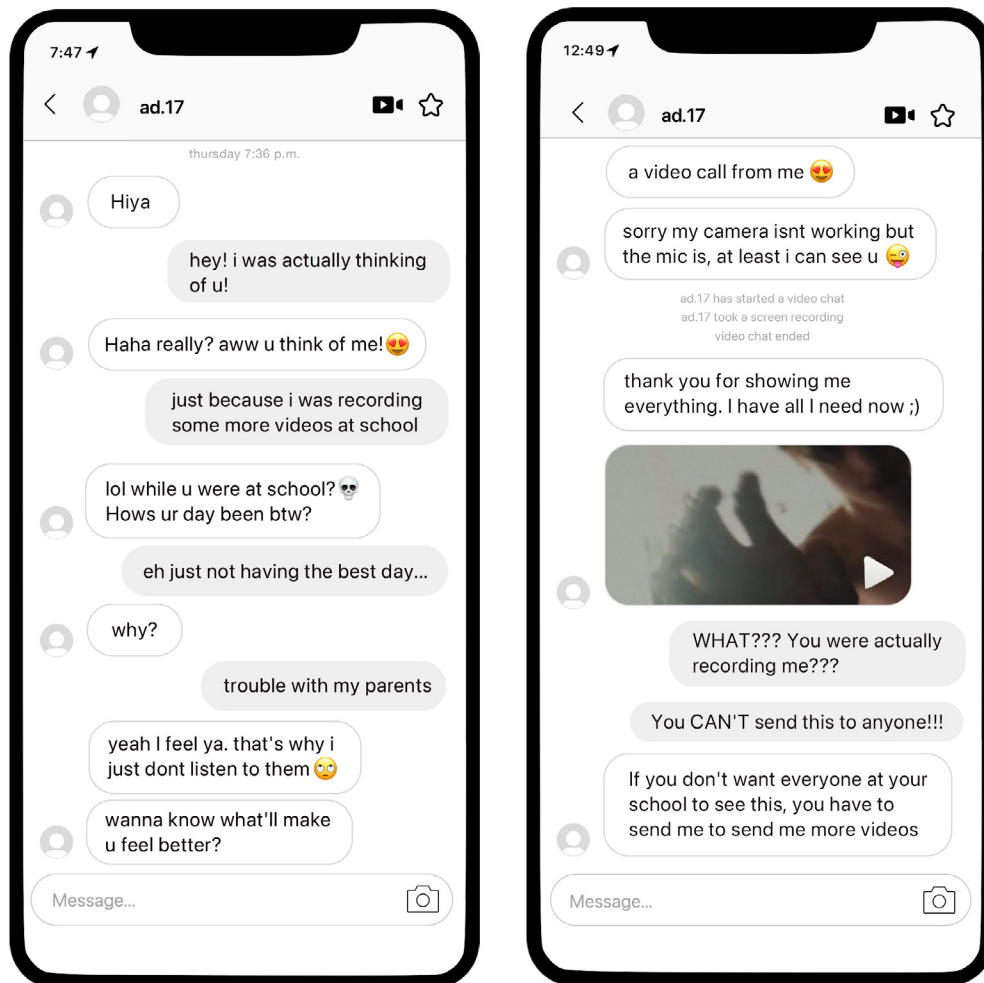 7:47
ad.17
thursday 7:36 p.m.
Hiya
hey! i was actually thinking
of u!
Haha really? aww u think of me!😍
just because i was recording
some more videos at school
lol while u were at school?💀
Hows ur day been btw?
eh just not having the best day...
why?
trouble with my parents
yeah I feel ya. that's why i
just dont listen to them 🙄
wanna know what'll make
u feel better?
Message...
12:49
ad.17
a video call from me 😍
sorry my camera isnt working but
the mic is, at least i can see u 😜
ad.17 has started a video chat
ad.17 took a screen recording
video chat ended
thank you for showing me
everything. I have all I need now ;)
WHAT??? You were actually
recording me???
You CAN'T send this to anyone!!!
If you don't want everyone at your
school to see this, you have to
send me to send me more videos
Message...